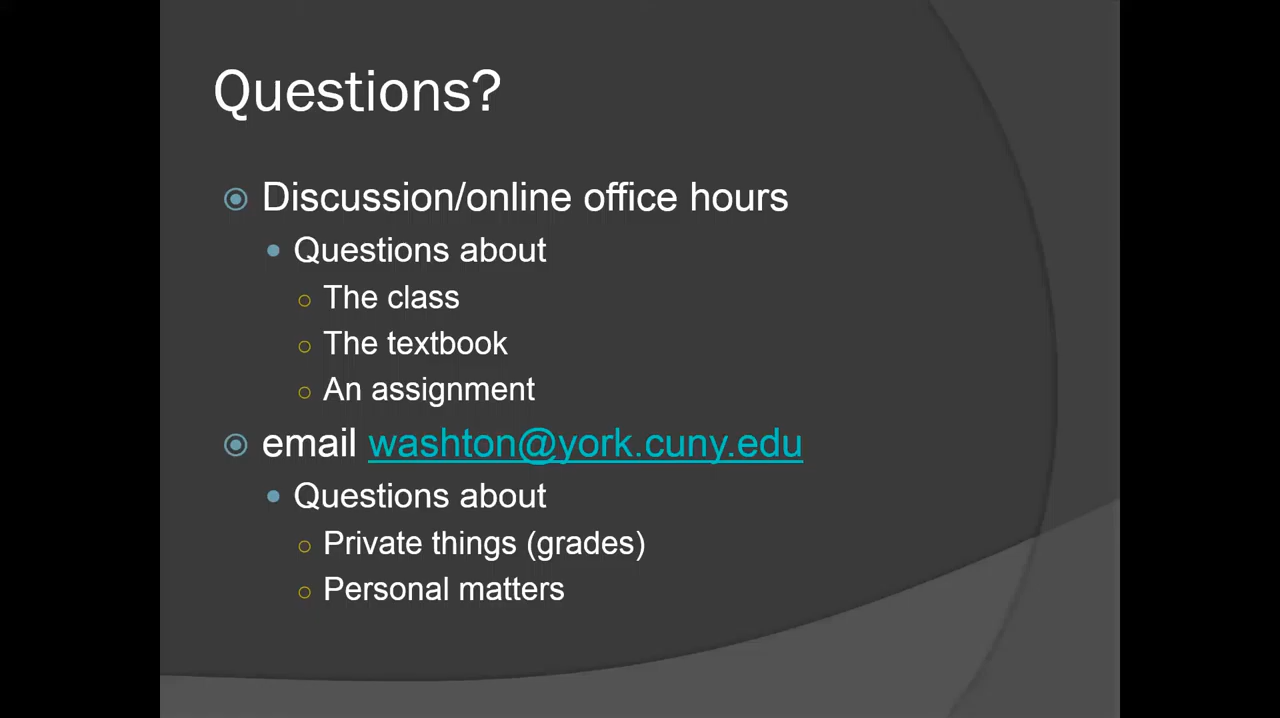 Questions?
Discussion/online office hours
Questions about
The class
The textbook
An assignment
email washton@york.cuny.edu
Questions about
Private things (grades)
Personal matters